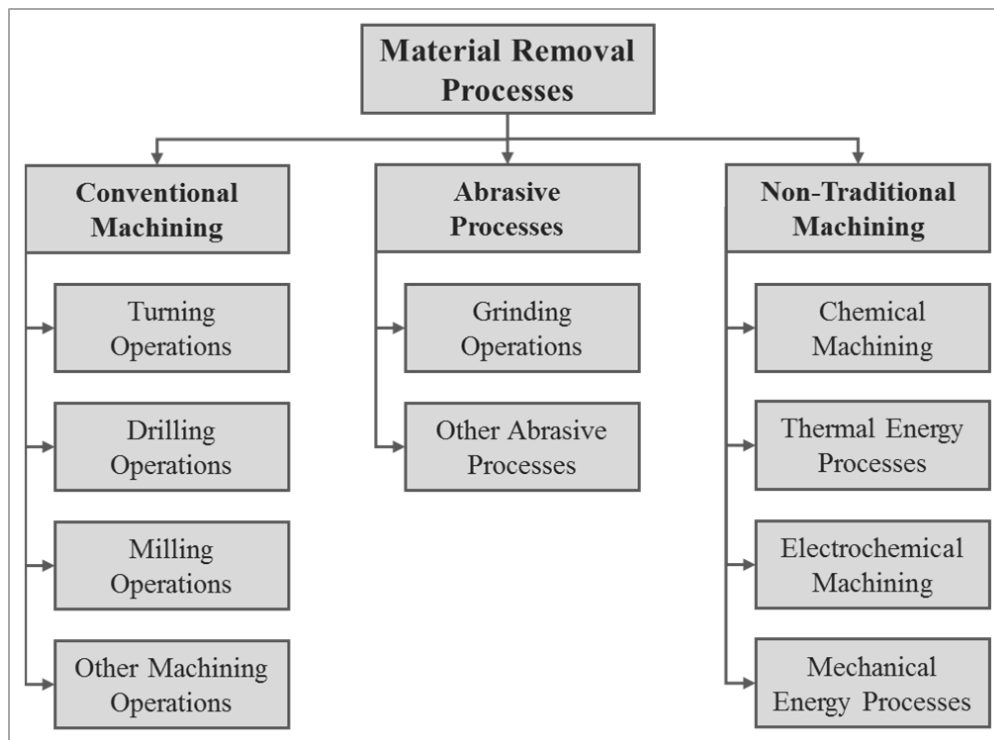 Material Removal
Processes
Conventional
Machining
Turning
Operations
Drilling
Operations
Milling
Operations
Other Machining
Operations
Abrasive
Processes
Grinding
Operations
Other Abrasive
Processes
Non-Traditional
Machining
Chemical
Machining
Thermal Energy
Processes
Electrochemical
Machining
Mechanical
Energy Processes